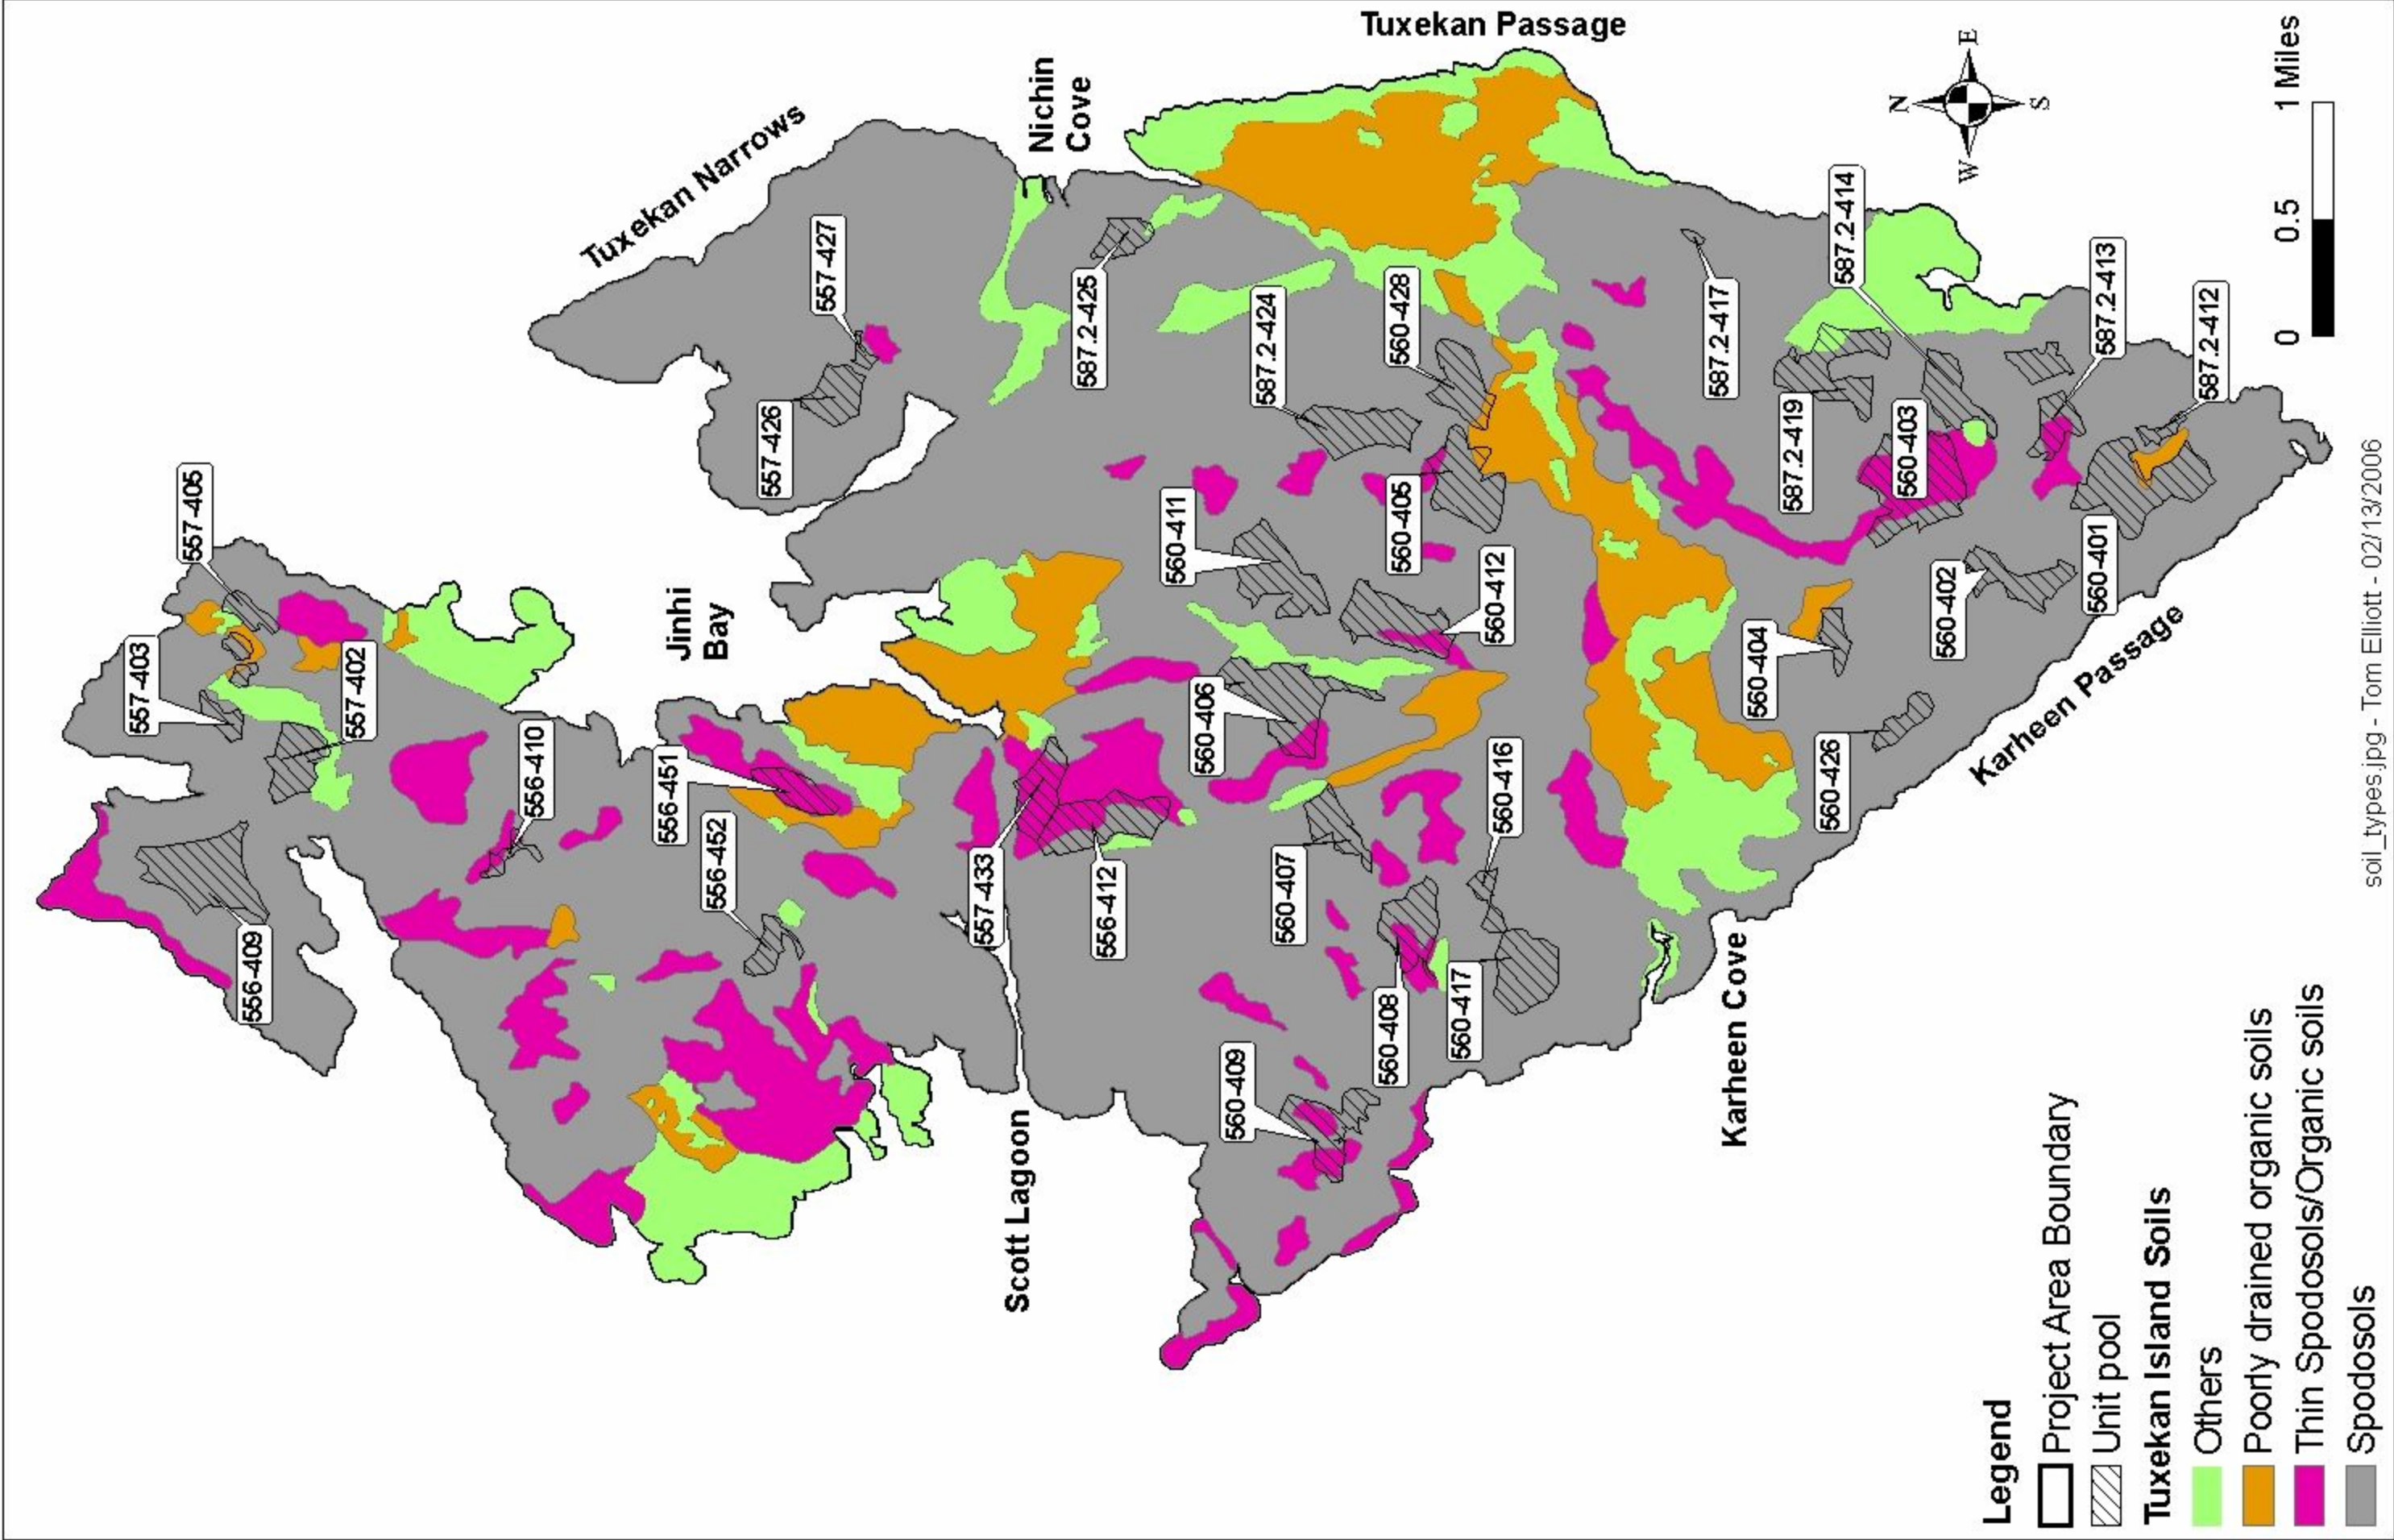 Tuxekan Passage
Tuxekan Narrows
Nichin
Cove
Jinhi
Bay
Scott Lagoon
Karheen Cove
Karheen Passage
557-405
557-403
557-402
556-409
556-410
556-451
556-452
557-427
557-426
587.2-425
587.2-424
560-428
560-411
560-405
560-412
560-406
557-433
556-412
560-407
560-416
560-408
560-417
560-409
587.2-417
587.2-414
587.2-419
560-403
587.2-413
587.2-412
560-401
560-402
560-404
560-426
N
E
S
W
0 0.5 1 Miles
Legend
Project Area Boundary
Unit pool
Tuxekan Island Soils
Others
Poorly drained organic soils
Thin Spodosols/Organic soils
Spodosols
soil_types.jpg - Tom Elliott - 02/13/2006